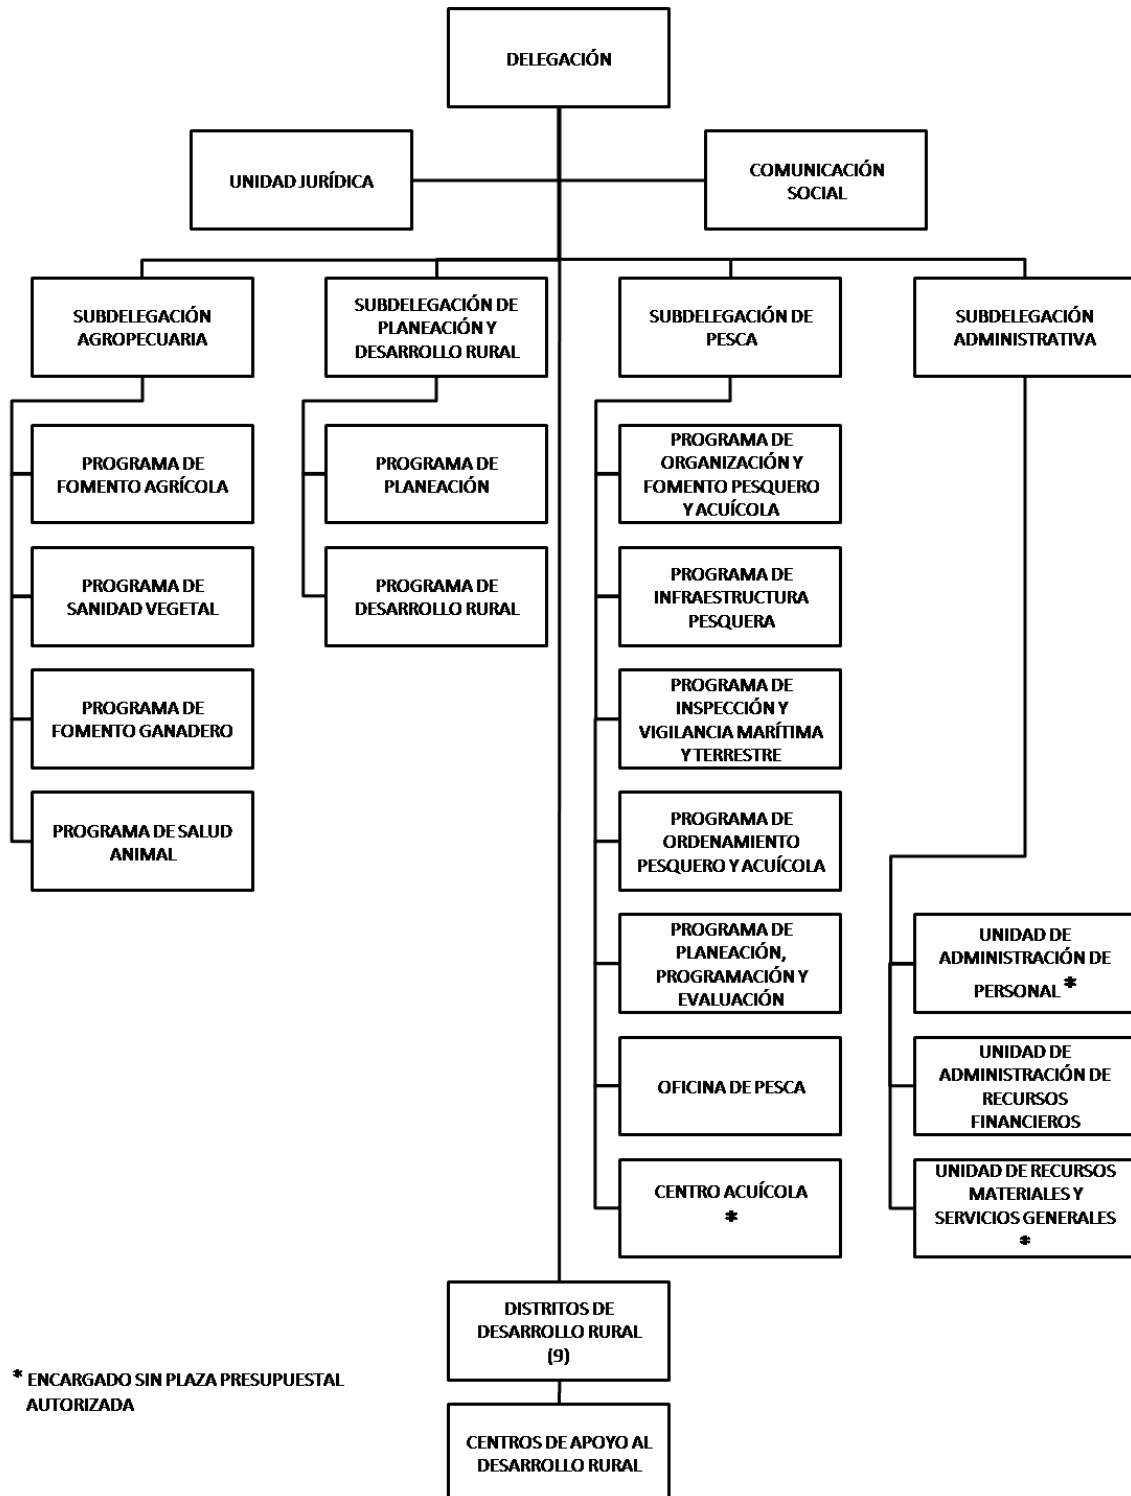 DELEGACIÓN
UNIDAD JURÍDICA
COMUNICACIÓN
SOCIAL
SUBDELEGACIÓN
AGROPECUARIA
SUBDELEGACIÓN DE
PLANEACIÓN Y
DESARROLLO RURAL
SUBDELEGACIÓN DE
PESCA
SUBDELEGACIÓN
ADMINISTRATIVA
PROGRAMA DE
FOMENTO AGRÍCOLA
PROGRAMA DE
SANIDAD VEGETAL
PROGRAMA DE
FOMENTO GANADERO
PROGRAMA DE SALUD
ANIMAL
PROGRAMA DE
PLANEACIÓN
PROGRAMA DE
DESARROLLO RURAL
PROGRAMA DE
ORGANIZACIÓN Y
FOMENTO PESQUERO
Y ACUÍCOLA
PROGRAMA DE
INFRAESTRUCTURA
PESQUERA
PROGRAMA DE
INSPECCIÓN Y
VIGILANCIA MARÍTIMA
Y TERRESTRE
PROGRAMA DE
ORDENAMIENTO
PESQUERO Y ACUÍCOLA
PROGRAMA DE
PLANEACIÓN,
PROGRAMACIÓN Y
EVALUACIÓN
OFICINA DE PESCA
CENTRO ACUÍCOLA
*
UNIDAD DE
ADMINISTRACIÓN DE
PERSONAL *
UNIDAD DE
ADMINISTRACIÓN DE
RECURSOS
FINANCIEROS
UNIDAD DE RECURSOS
MATERIALES Y
SERVICIOS GENERALES
*
DISTRITOS DE
DESARROLLO RURAL
(9)
CENTROS DE APOYO AL
DESARROLLO RURAL
* ENCARGADO SIN PLAZA PRESUPUESTAL
AUTORIZADA